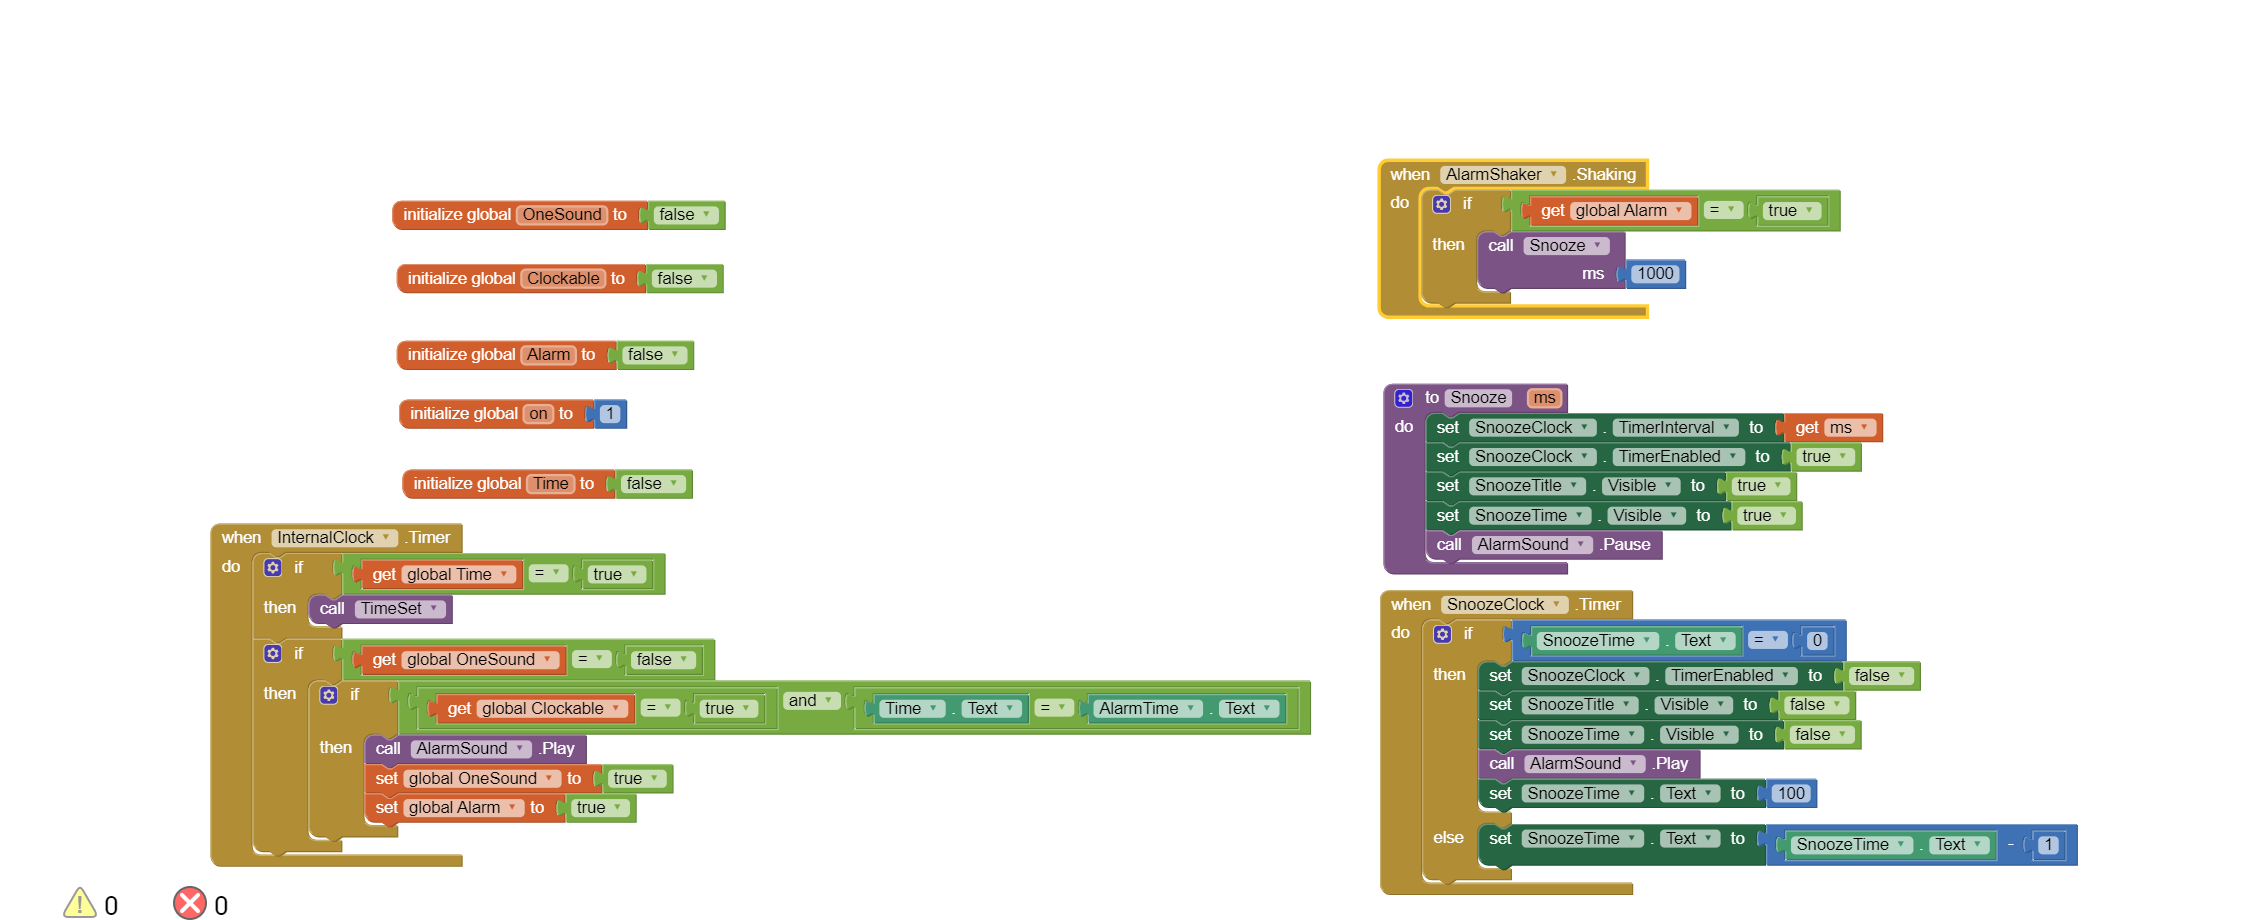 initialize global OneSound to false
initialize global Clockable to false
initialize global Alarm to false
initialize global on to 1
initialize global Time to false
when InternalClock .Timer
do if get global Time = true
then call TimeSet
if get global OneSound = false
then if get global Clockable = true and Time . Text = AlarmTime . Text
then call AlarmSound .Play
set global OneSound to true
set global Alarm to true
0 0
when AlarmShaker .Shaking
do if get global Alarm = true
then call Snooze
ms 1000
to Snooze ms
do set SnoozeClock . TimerInterval to get ms
set SnoozeClock . TimerEnabled to true
set SnoozeTitle . Visible to true
set SnoozeTime . Visible to true
call AlarmSound .Pause
when SnoozeClock .Timer
do if SnoozeTime . Text = 0
then set SnoozeClock . TimerEnabled to false
set SnoozeTitle . Visible to false
set SnoozeTime . Visible to false
call AlarmSound .Play
set SnoozeTime . Text to 100
else set SnoozeTime . Text to SnoozeTime . Text - 1